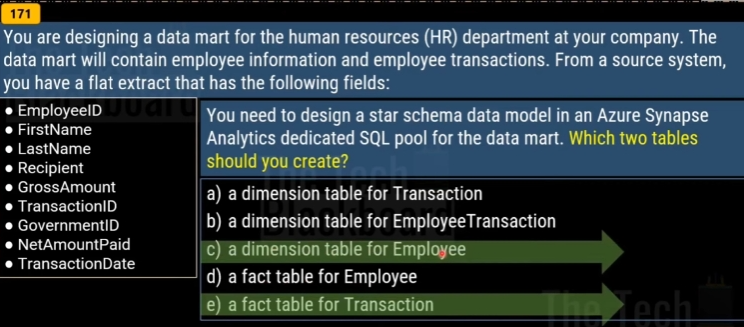 171
You are designing a data mart for the human resources (HR) department at your company. The
data mart will contain employee information and employee transactions. From a source system,
you have a flat extract that has the following fields:
• EmployeeID
• FirstName
• LastName
• Recipient
• GrossAmount
• TransactionID
• GovernmentID
• NetAmountPaid
• TransactionDate
You need to design a star schema data model in an Azure Synapse
Analytics dedicated SQL pool for the data mart. Which two tables
should you create?
a) a dimension table for Transaction
b) a dimension table for EmployeeTransaction
c) a dimension table for Employee
d) a fact table for Employee
e) a fact table for Transaction
The Tech